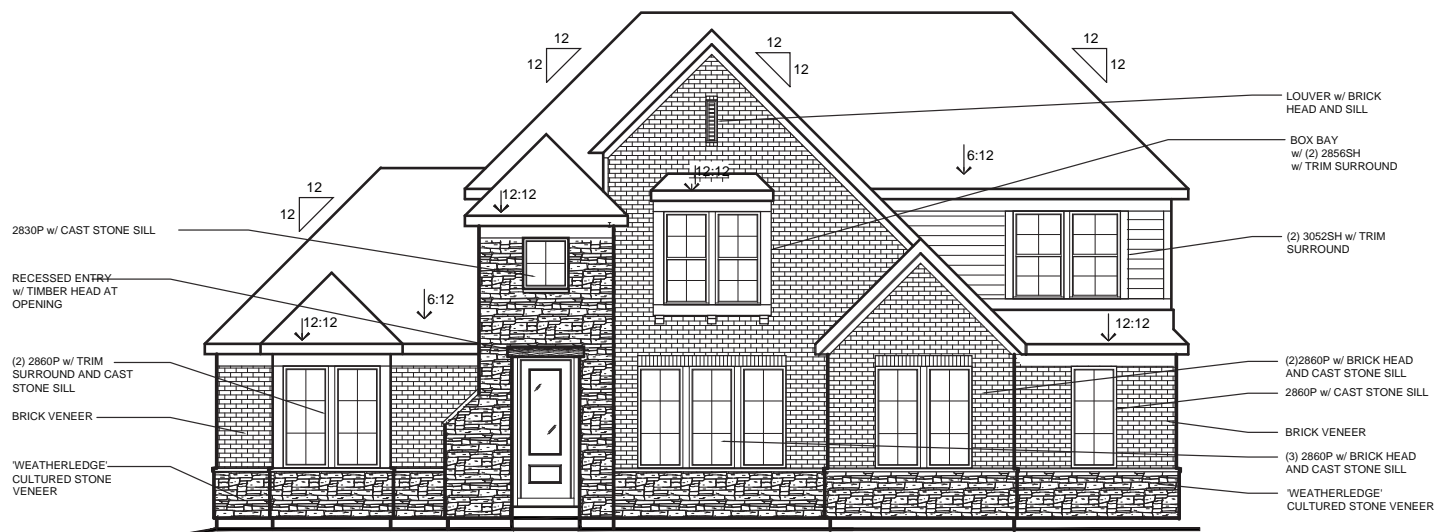 12
12
12
12
12
12
LOUVER w/ BRICK
HEAD AND SILL
BOX BAY
w/ (2) 2856SH
w/ TRIM SURROUND
6:12
12:12
12:12
12
12
2830P w/ CAST STONE SILL
(2) 3052SH w/ TRIM
SURROUND
RECESSED ENTRY
w/ TIMBER HEAD AT
OPENING
6:12
12:12
12:12
(2) 2860P w/ TRIM
SURROUND AND CAST
STONE SILL
(2)2860P w/ BRICK HEAD
AND CAST STONE SILL
2860P w/ CAST STONE SILL
BRICK VENEER
BRICK VENEER
(3) 2860P w/ BRICK HEAD
AND CAST STONE SILL
'WEATHERLEDGE'
CULTURED STONE
VENEER
'WEATHERLEDGE'
CULTURED STONE VENEER